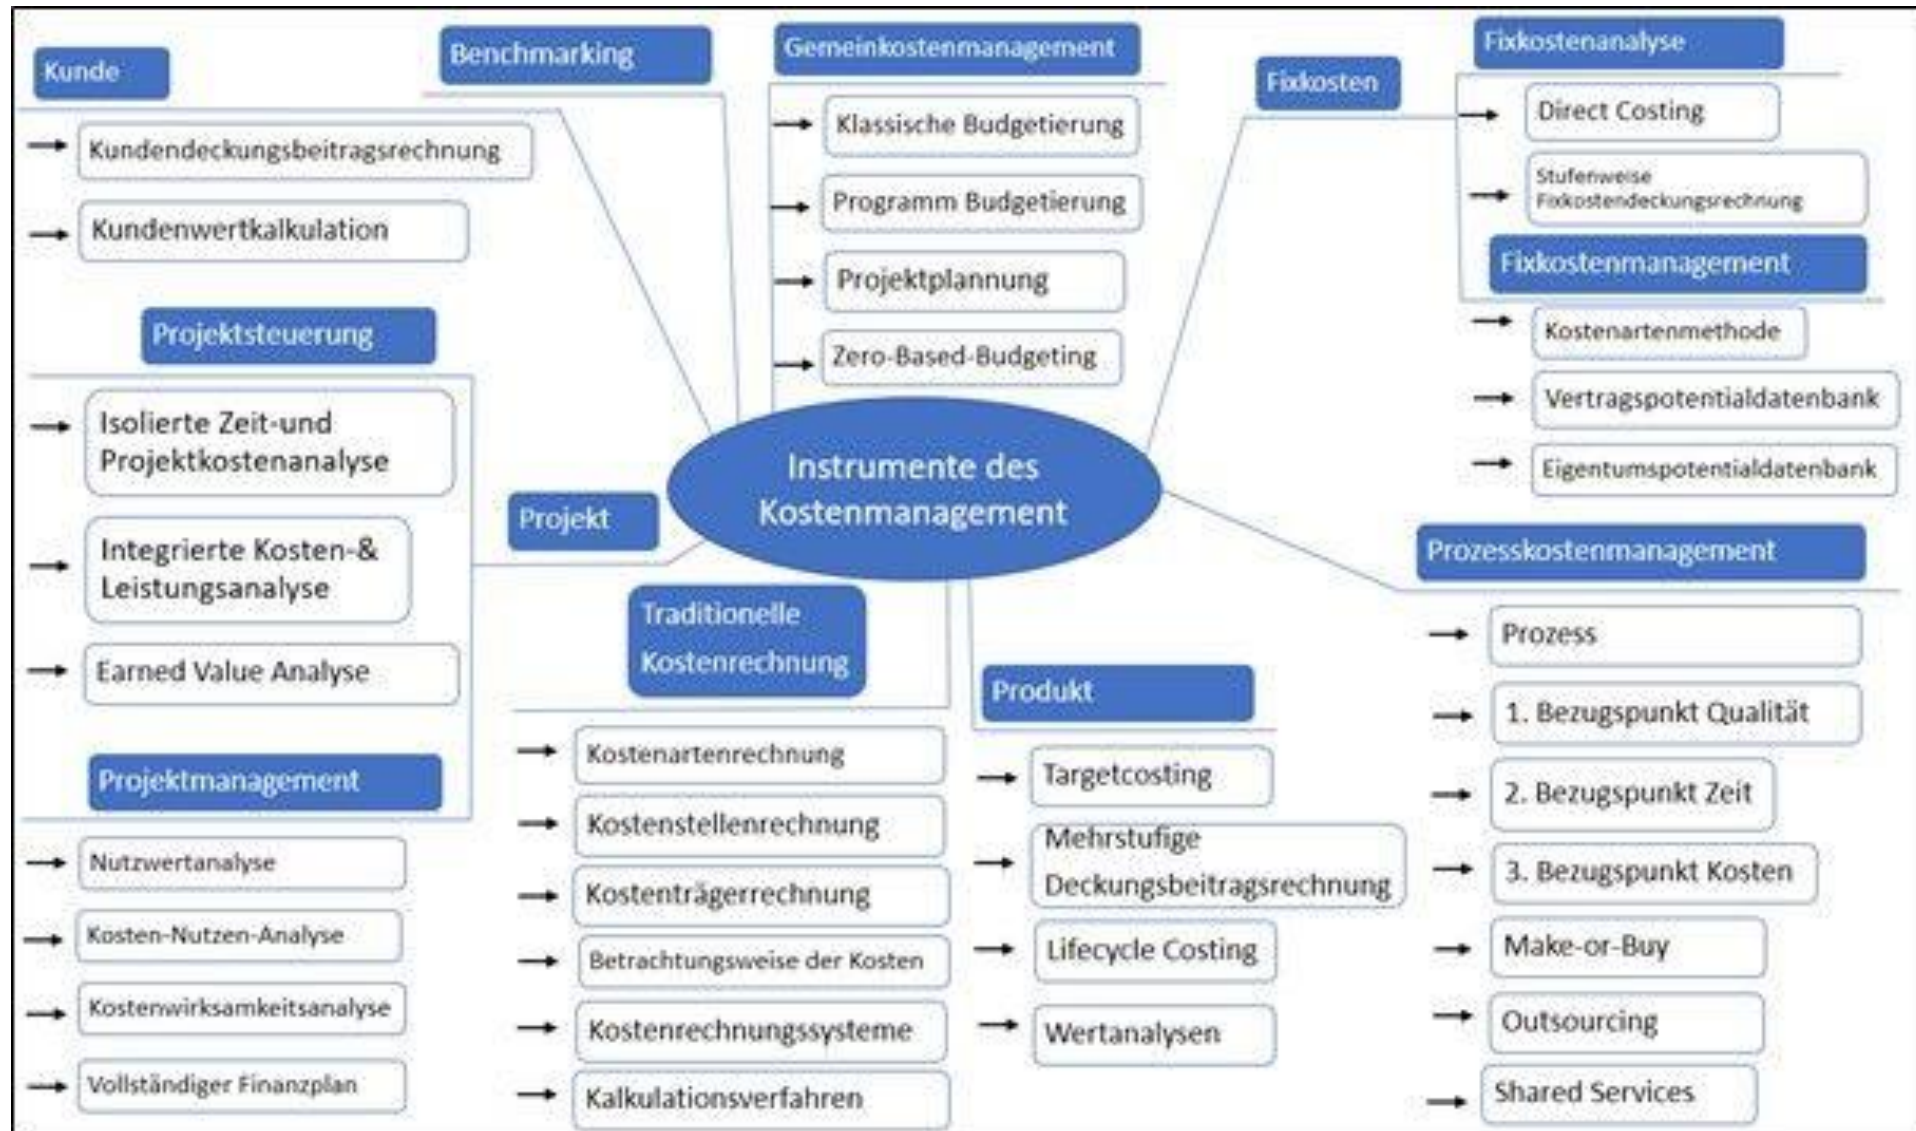 Kunde
Kundendeckungsbeitragsrechnung
Kundenwertkalkulation
Benchmarking
Gemeinkostenmanagement
Klassische Budgetierung
Programm Budgetierung
Projektplannung
Zero-Based-Budgeting
Fixkosten
Fixkostenanalyse
Direct Costing
Stufenweise
Fixkostendeckungsrechnung
Fixkostenmanagement
Kostenartenmethode
Vertragspotentialdatenbank
Eigentumspotentialdatenbank
Instrumente des
Kostenmanagement
Projekt
Projektsteuerung
Isolierte Zeit-und
Projektkostenanalyse
Integrierte Kosten-&
Leistungsanalyse
Earned Value Analyse
Projektmanagement
Nutzwertanalyse
Kosten-Nutzen-Analyse
Kostenwirksamkeitsanalyse
Vollständiger Finanzplan
Traditionelle
Kostenrechnung
Kostenartenrechnung
Kostenstellenrechnung
Kostenträgerrechnung
Betrachtungsweise der Kosten
Kostenrechnungssysteme
Kalkulationsverfahren
Produkt
Targetcosting
Mehrstufige
Deckungsbeitragsrechnung
Lifecycle Costing
Wertanalysen
Prozesskostenmanagement
Prozess
1. Bezugspunkt Qualität
2. Bezugspunkt Zeit
3. Bezugspunkt Kosten
Make-or-Buy
Outsourcing
Shared Services